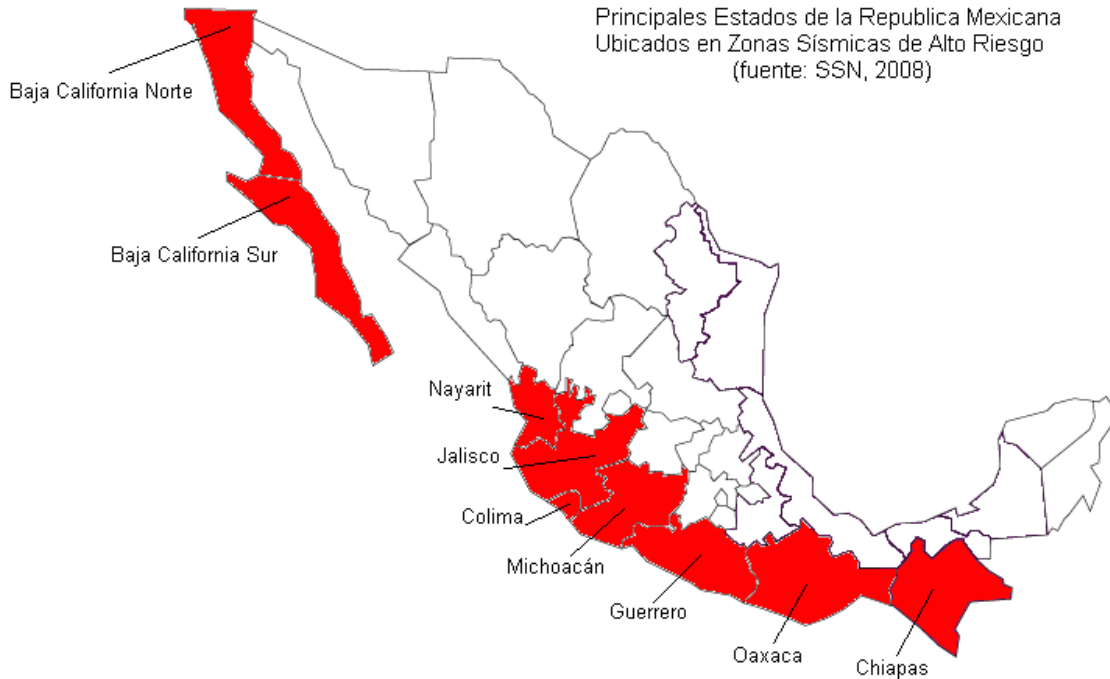 Principales Estados de la Republica Mexicana
Ubicados en Zonas Sísmicas de Alto Riesgo
(fuente: SSN, 2008)
Baja California Norte
Baja California Sur
Nayarit
Jalisco
Colima
Michoacán
Guerrero
Oaxaca
Chiapas